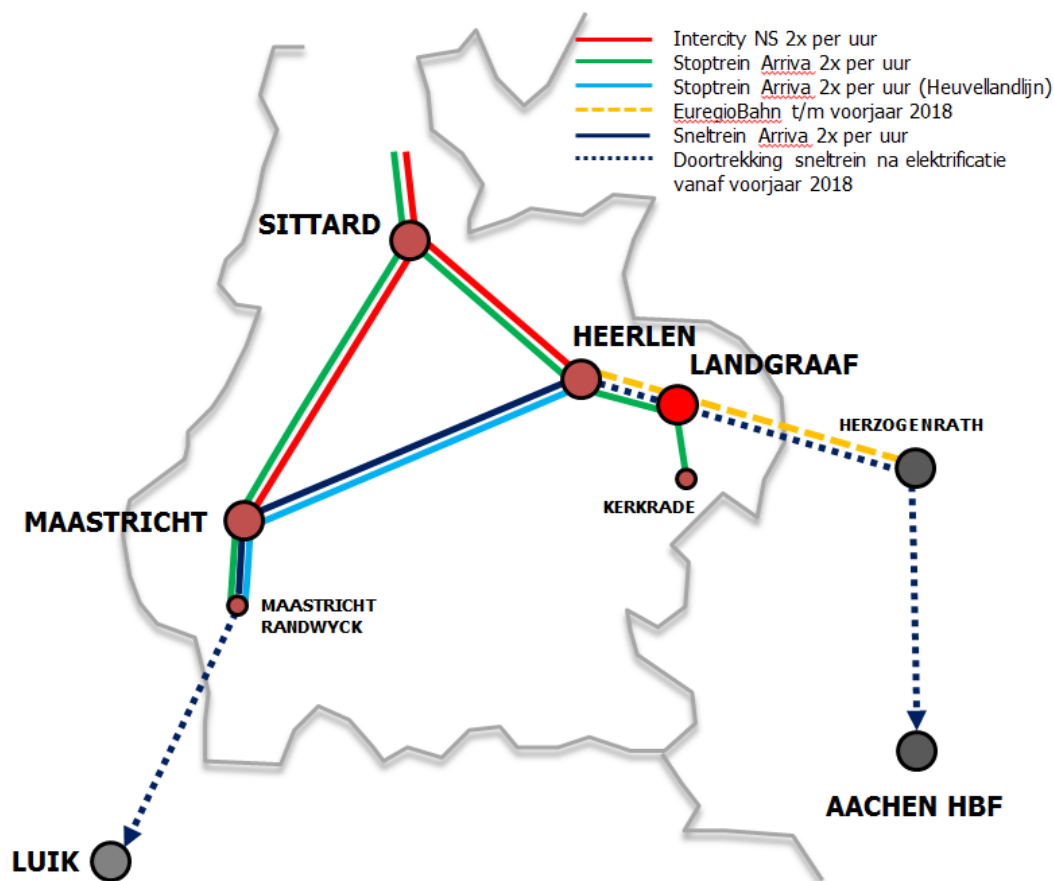 Intercity NS 2x per uur
Stoptrein Arriva 2x per uur
Stoptrein Arriva 2x per uur (Heuvellandlijn)
EuregioBahn t/m voorjaar 2018
Sneltrein Arriva 2x per uur
Doortrekking sneltrein na elektrificatie
vanaf voorjaar 2018
SITTARD
HEERLEN
LANDGRAAF
HERZOGENRATH
KERKRADE
MAASTRICHT
MAASTRICHT
RANDWYCK
AACHEN HBF
LUIK